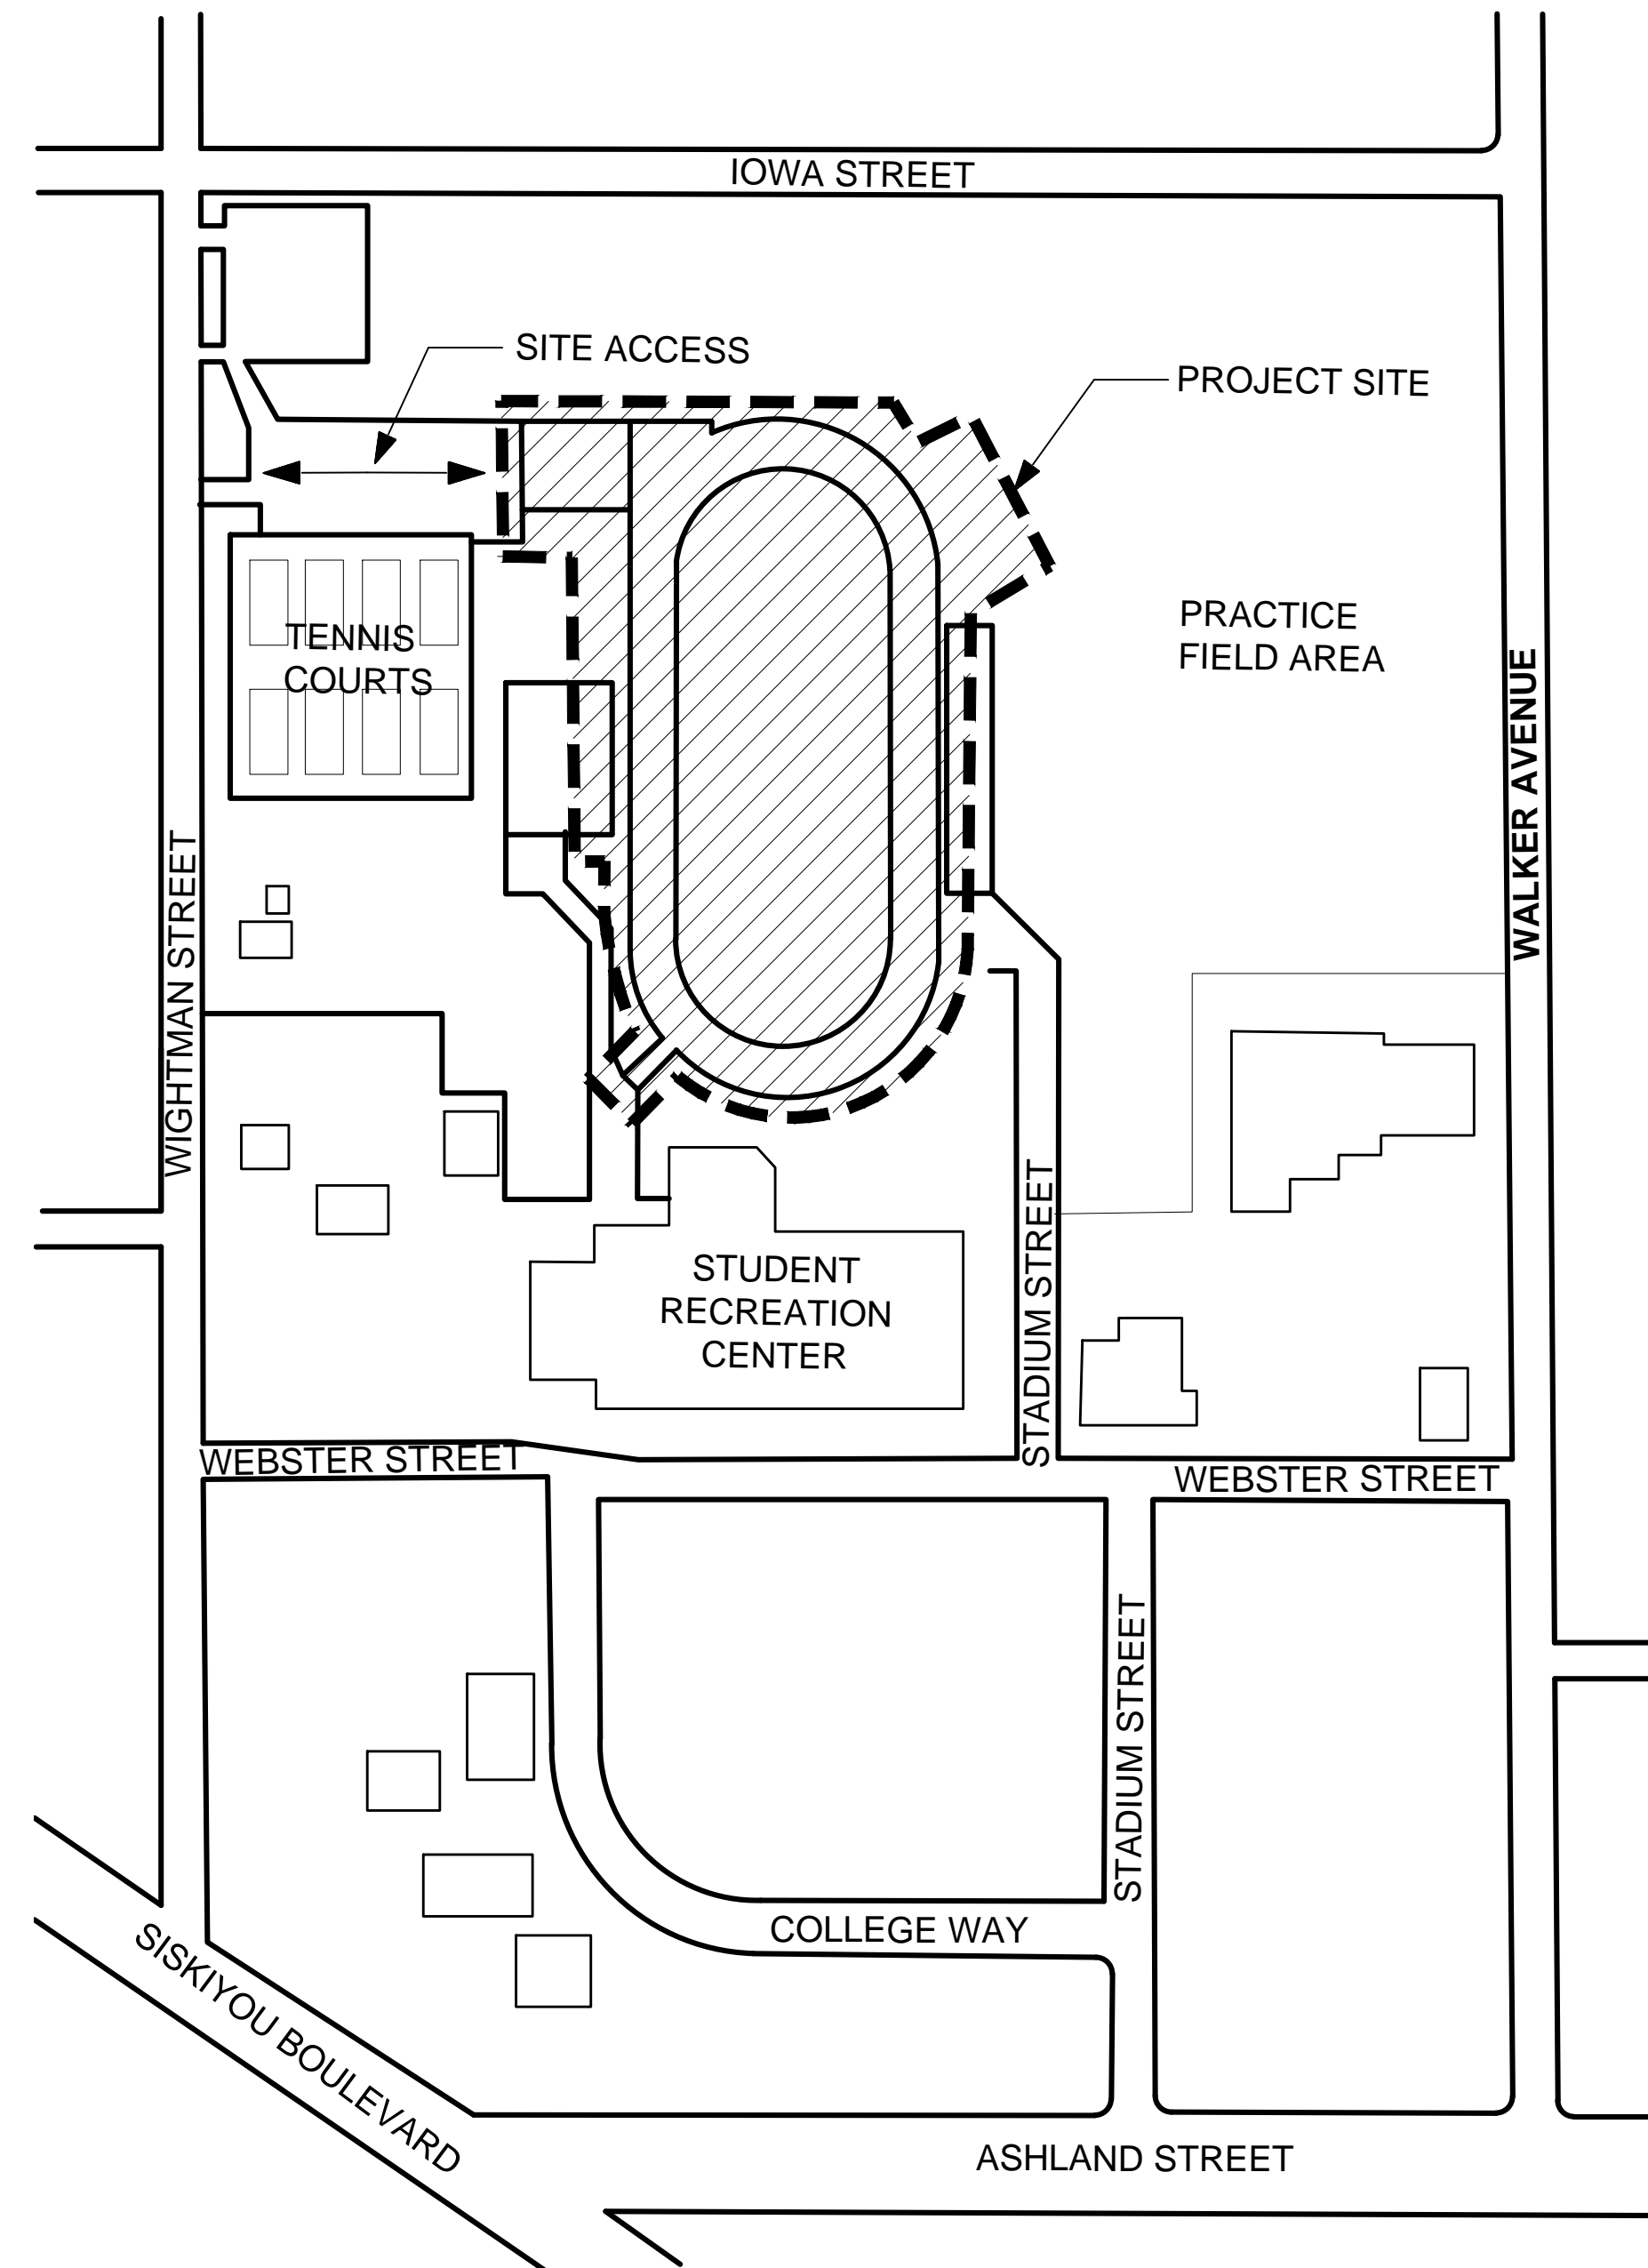 IOWA STREET
SITE ACCESS
PROJECT SITE
PRACTICE
FIELD AREA
TENNIS
COURTS
WALKER AVENUE
WIGHTMAN STREET
STADIUM STREET
STUDENT
RECREATION
CENTER
WEBSTER STREET
WEBSTER STREET
STADIUM STREET
COLLEGE WAY
SISKIYOU BOULEVARD
ASHLAND STREET